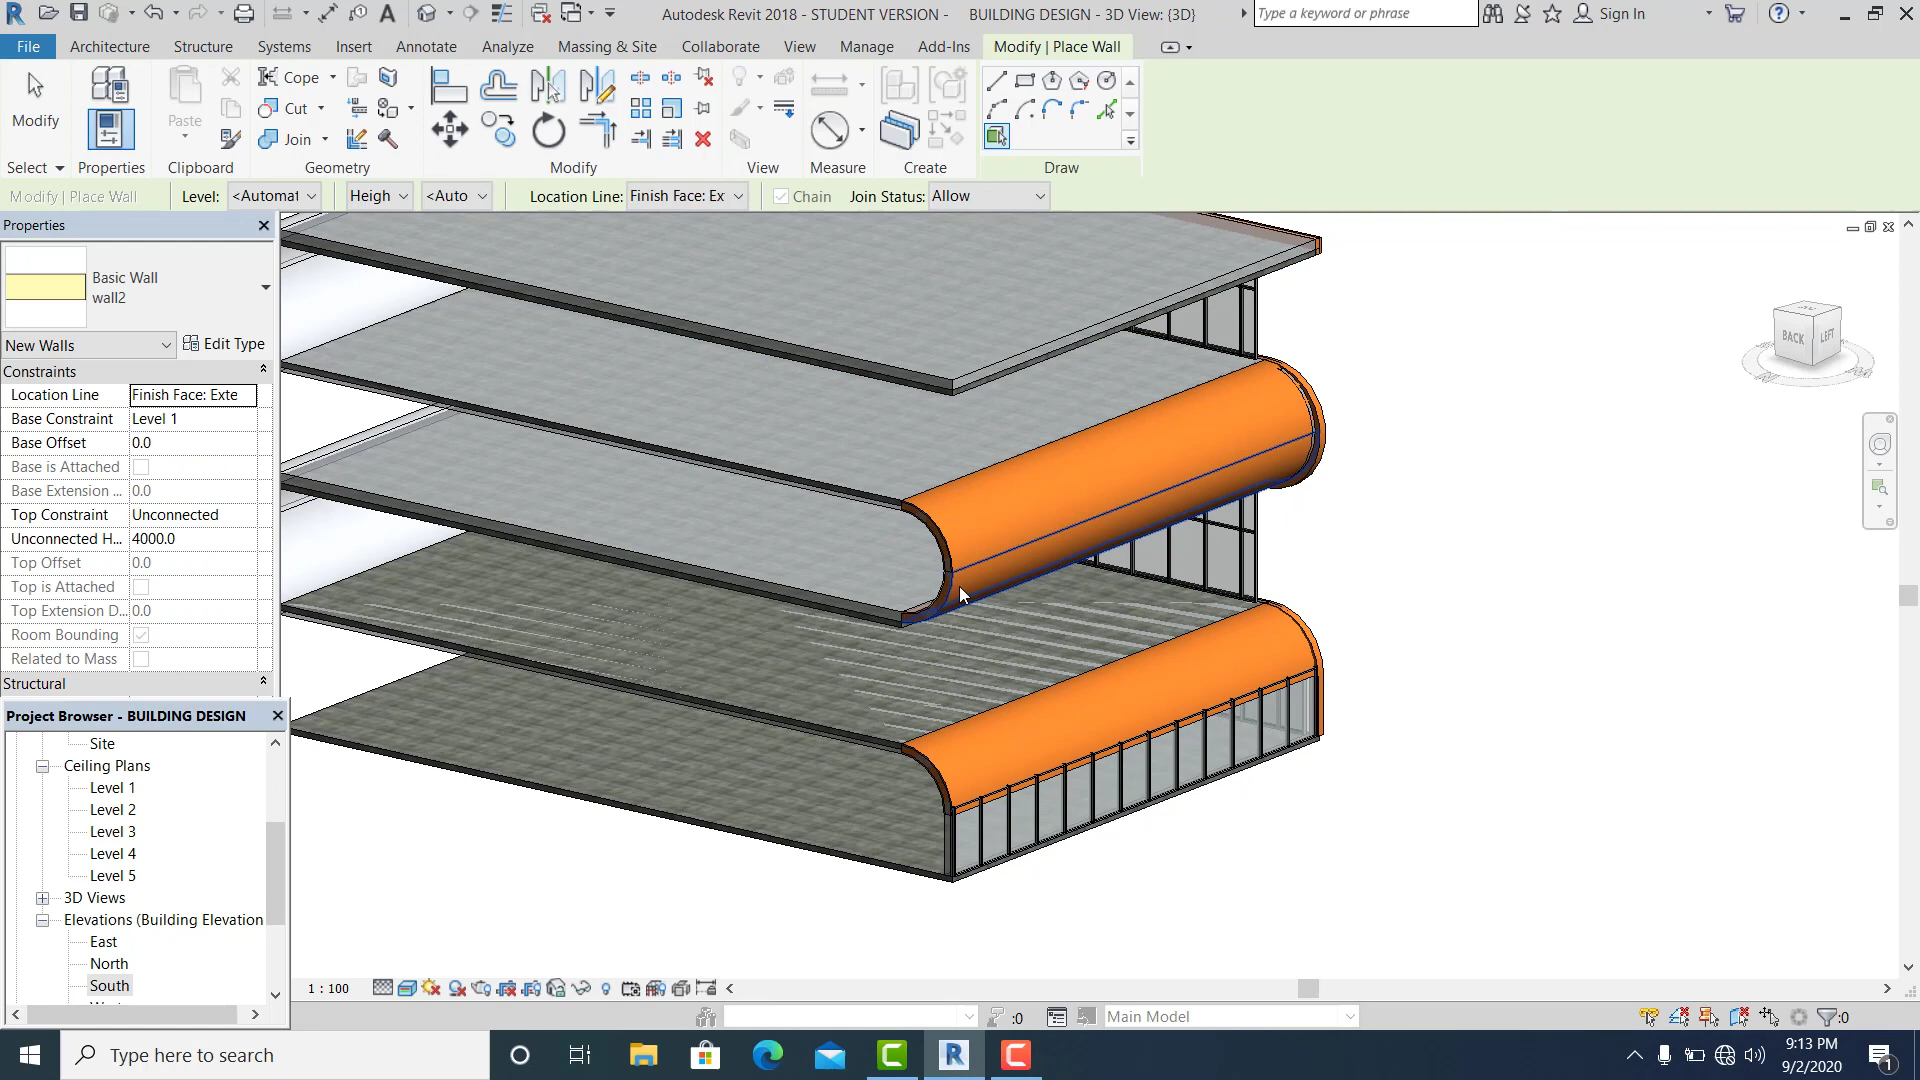 Autodesk Revit 2018 - STUDENT VERSION - BUILDING DESIGN - 3D View: {3D}
Type a keyword or phrase
Sign In
File Architecture Structure Systems Insert Annotate Analyze Massing & Site Collaborate View Manage Add-Ins Modify | Place Wall
Modify
Paste
Cope
Cut
Join
Select Properties Clipboard Geometry Modify View Measure Create Draw
Modify | Place Wall Level: <Automat Heigh <Auto Location Line: Finish Face: Ex Chain Join Status: Allow
Properties
Basic Wall
wall2
New Walls Edit Type
Constraints
Location Line Finish Face: Exte
Base Constraint Level 1
Base Offset 0.0
Base is Attached
Base Extension ... 0.0
Top Constraint Unconnected
Unconnected H... 4000.0
Top Offset 0.0
Top is Attached
Top Extension D... 0.0
Room Bounding
Related to Mass
Structural
BACK LEFT
Project Browser - BUILDING DESIGN
Site
Ceiling Plans
Level 1
Level 2
Level 3
Level 4
Level 5
3D Views
Elevations (Building Elevation
East
North
South
1 : 100
:0
Main Model
:0
Type here to search
9:13 PM
9/2/2020
1